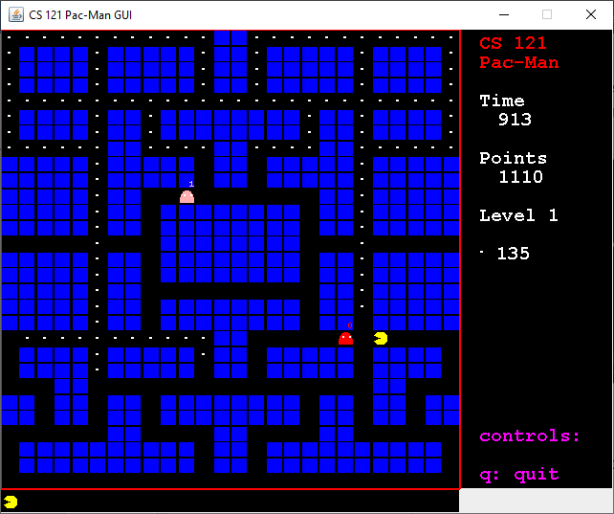 CS 121 Pac-Man GUI
CS 121
Pac-Man
Time
913
Points
1110
Level 1
· 135
1
0
controls:
q: quit